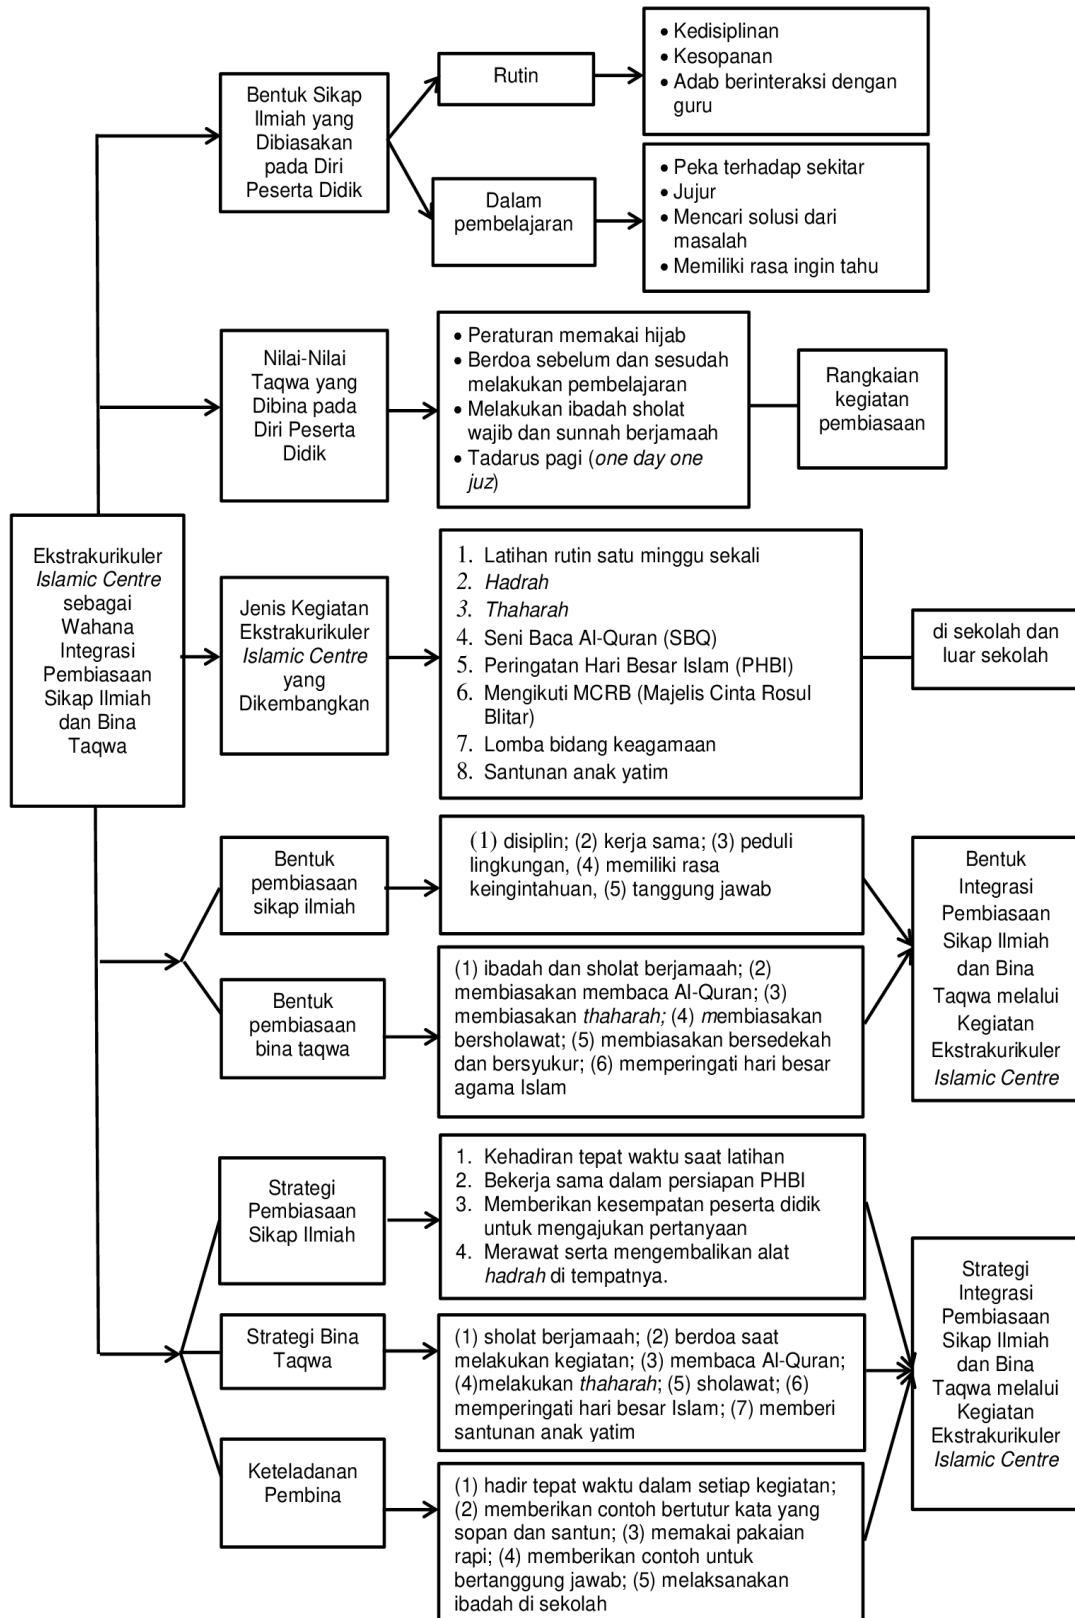 Bentuk Sikap
Ilmiah yang
Dibiasakan
pada Diri
Peserta Didik
Rutin
• Kedisiplinan
• Kesopanan
• Adab berinteraksi dengan
guru
Dalam
pembelajaran
• Peka terhadap sekitar
• Jujur
• Mencari solusi dari
masalah
• Memiliki rasa ingin tahu
Nilai-Nilai
Taqwa yang
Dibina pada
Diri Peserta
Didik
• Peraturan memakai hijab
• Berdoa sebelum dan sesudah
melakukan pembelajaran
• Melakukan ibadah sholat
wajib dan sunnah berjamaah
• Tadarus pagi (one day one
juz)
Rangkaian
kegiatan
pembiasaan
Ekstrakurikuler
Islamic Centre
sebagai
Wahana
Integrasi
Pembiasaan
Sikap Ilmiah
dan Bina
Taqwa
Jenis Kegiatan
Ekstrakurikuler
Islamic Centre
yang
Dikembangkan
1. Latihan rutin satu minggu sekali
2. Hadrah
3. Thaharah
4. Seni Baca Al-Quran (SBQ)
5. Peringatan Hari Besar Islam (PHBI)
6. Mengikuti MCRB (Majelis Cinta Rosul
Blitar)
7. Lomba bidang keagamaan
8. Santunan anak yatim
di sekolah dan
luar sekolah
Bentuk
pembiasaan
sikap ilmiah
(1) disiplin; (2) kerja sama; (3) peduli
lingkungan, (4) memiliki rasa
keingintahuan, (5) tanggung jawab
Bentuk
pembiasaan
bina taqwa
(1) ibadah dan sholat berjamaah; (2)
membiasakan membaca Al-Quran; (3)
membiasakan thaharah; (4) membiasakan
bersholawat; (5) membiasakan bersedekah
dan bersyukur; (6) memperingati hari besar
agama Islam
Bentuk
Integrasi
Pembiasaan
Sikap Ilmiah
dan Bina
Taqwa melalui
Kegiatan
Ekstrakurikuler
Islamic Centre
Strategi
Pembiasaan
Sikap Ilmiah
1. Kehadiran tepat waktu saat latihan
2. Bekerja sama dalam persiapan PHBI
3. Memberikan kesempatan peserta didik
untuk mengajukan pertanyaan
4. Merawat serta mengembalikan alat
hadrah di tempatnya.
Strategi Bina
Taqwa
(1) sholat berjamaah; (2) berdoa saat
melakukan kegiatan; (3) membaca Al-Quran;
(4)melakukan thaharah; (5) sholawat; (6)
memperingati hari besar Islam; (7) memberi
santunan anak yatim
Keteladanan
Pembina
(1) hadir tepat waktu dalam setiap kegiatan;
(2) memberikan contoh bertutur kata yang
sopan dan santun; (3) memakai pakaian
rapi; (4) memberikan contoh untuk
bertanggung jawab; (5) melaksanakan
ibadah di sekolah
Strategi
Integrasi
Pembiasaan
Sikap Ilmiah
dan Bina
Taqwa melalui
Kegiatan
Ekstrakurikuler
Islamic Centre